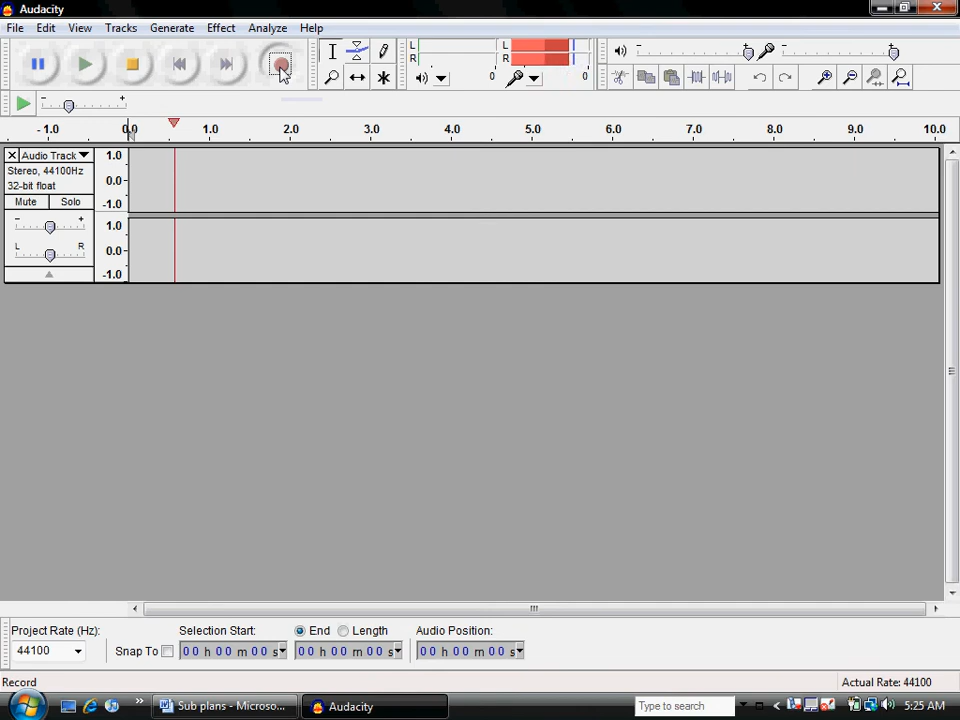 Audacity
File Edit View Tracks Generate Effect Analyze Help
L
R
0
L
R
0
- +
- 1.0 0.0 1.0 2.0 3.0 4.0 5.0 6.0 7.0 8.0 9.0 10.0
Audio Track
Stereo, 44100Hz
32-bit float
Mute Solo
- +
L R
1.0
0.0
-1.0
1.0
0.0
-1.0
Project Rate (Hz):
44100
Snap To
Selection Start:
00 h 00 m 00 s
End Length
00 h 00 m 00 s
Audio Position:
00 h 00 m 00 s
Record
Actual Rate: 44100
Sub plans - Microso...
Audacity
Type to search
5:25 AM